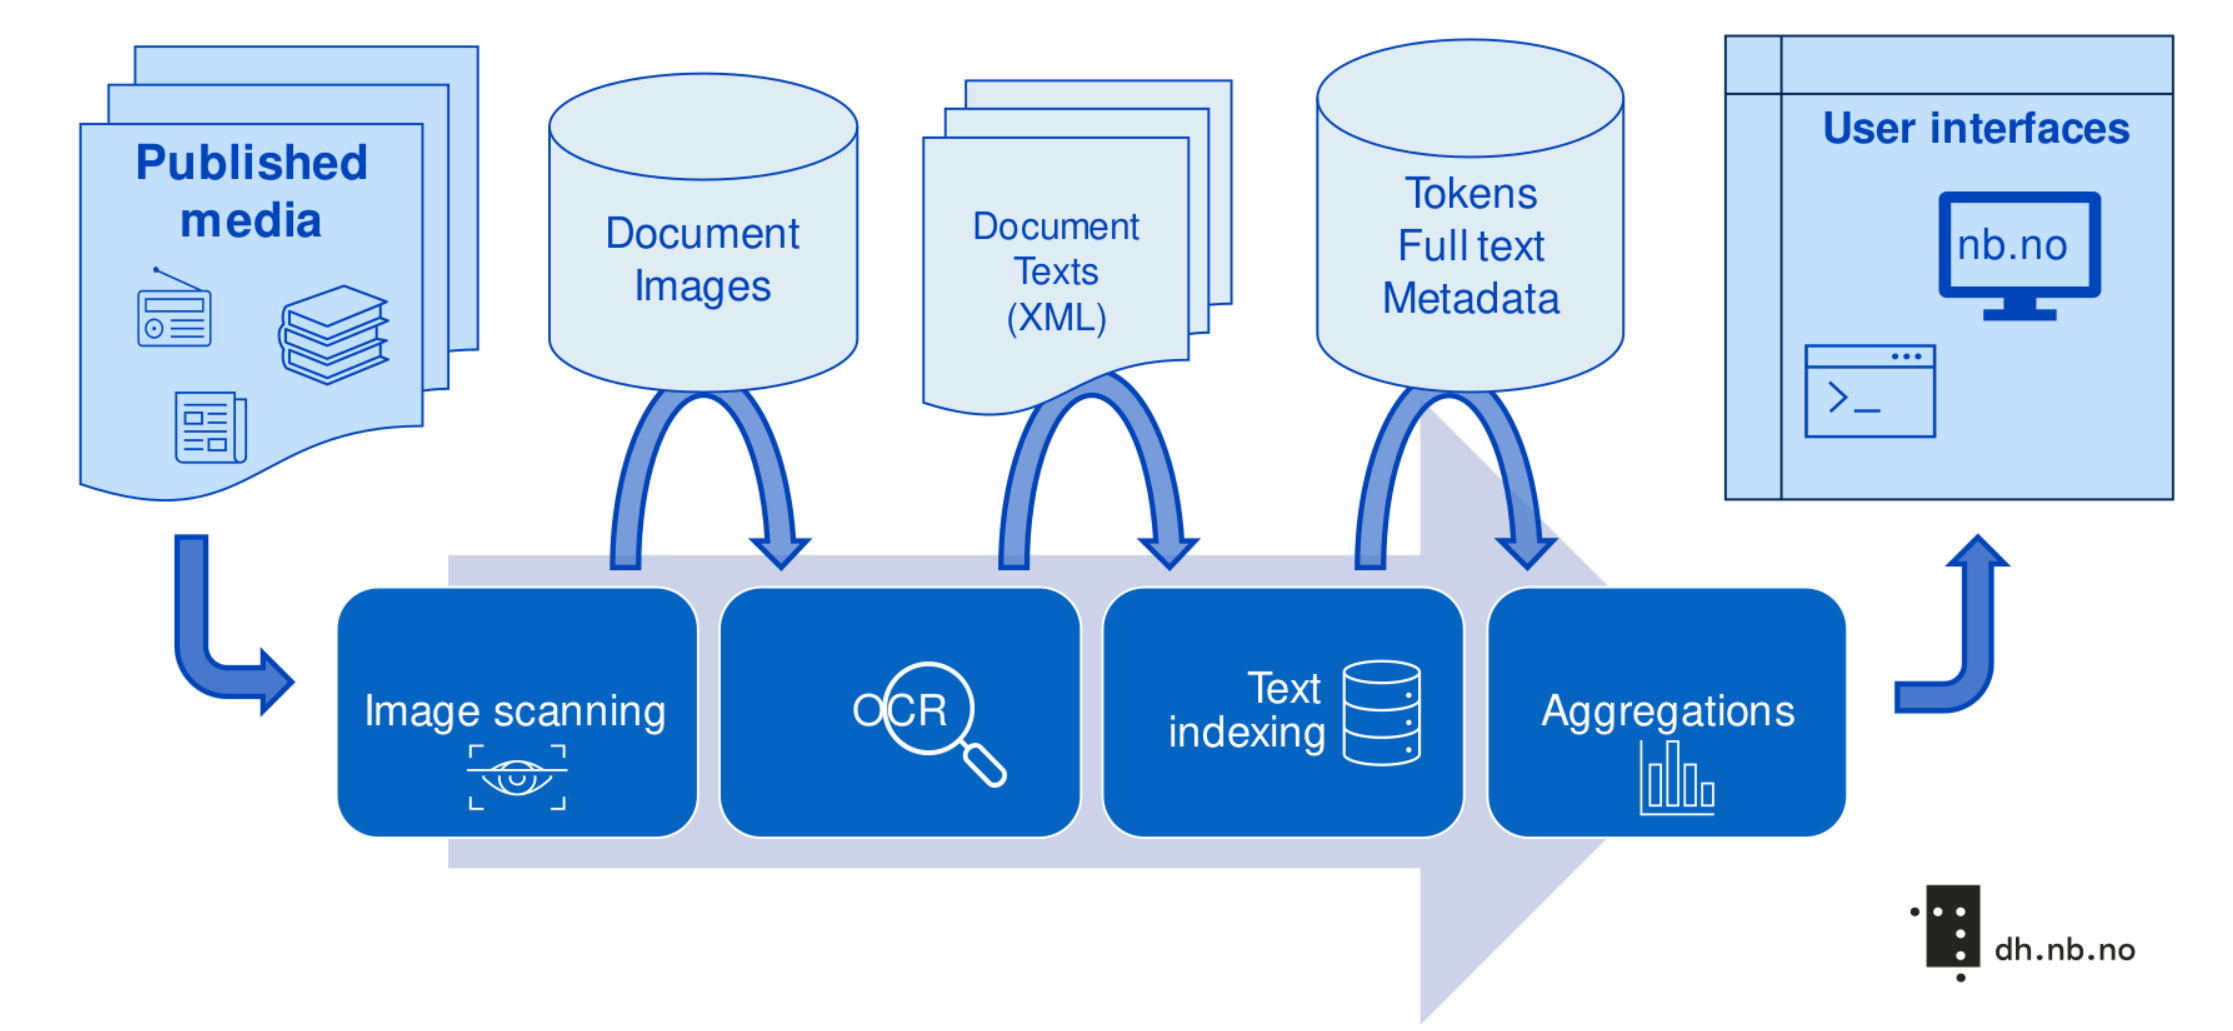 Published
media
Document
Images
Document
Texts
(XML)
Tokens
Full text
Metadata
User interfaces
nb.no
>_
Image scanning
OCR
Text
indexing
Aggregations
dh.nb.no